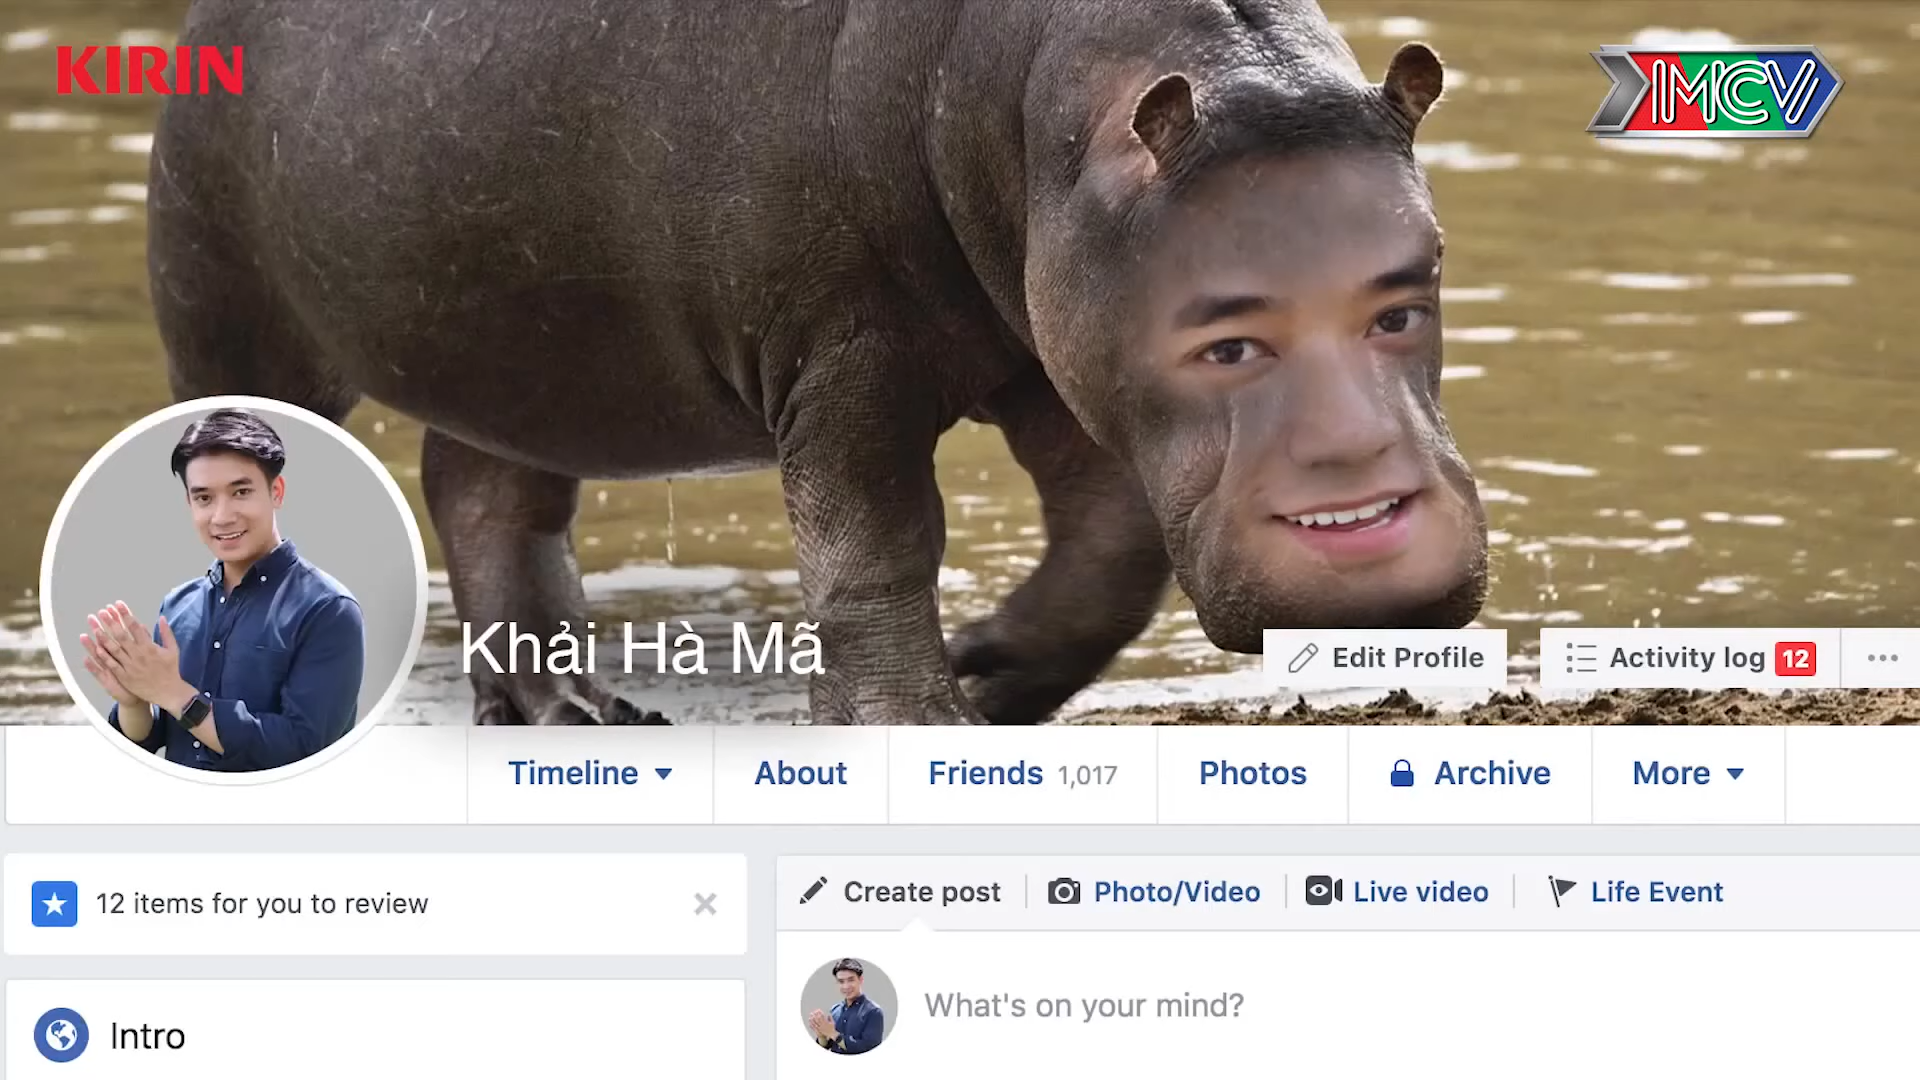 KIRIN
MCV
Khải Hà Mã
Edit Profile
Activity log 12
Timeline
About
Friends 1,017
Photos
Archive
More
12 items for you to review
Create post
Photo/Video
Live video
Life Event
What's on your mind?
Intro